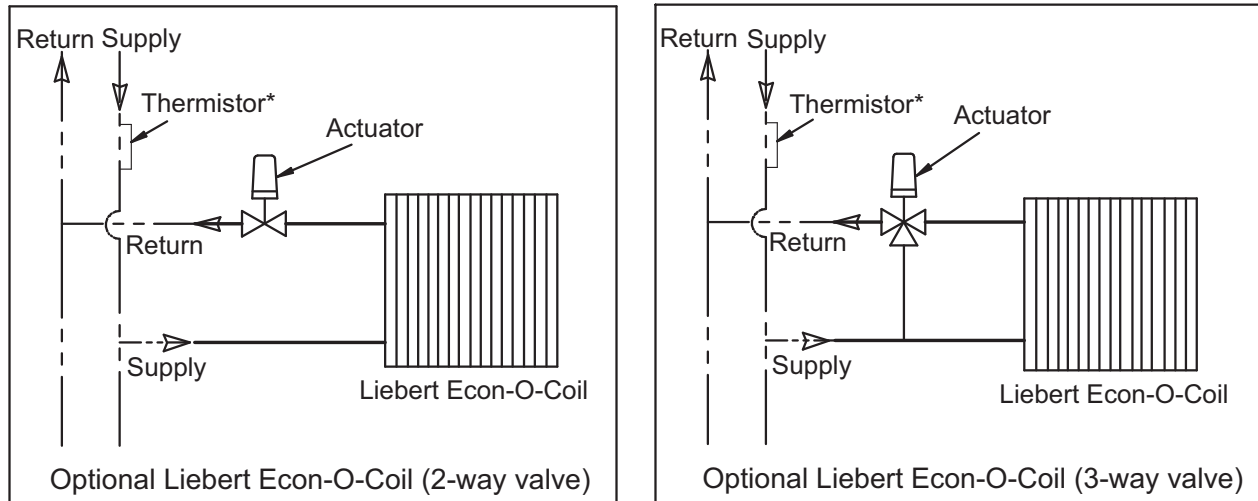 Return Supply
Thermistor*
Actuator
Return
Supply
Liebert Econ-O-Coil
Optional Liebert Econ-O-Coil (2-way valve)
Return Supply
Thermistor*
Actuator
Return
Supply
Liebert Econ-O-Coil
Optional Liebert Econ-O-Coil (3-way valve)